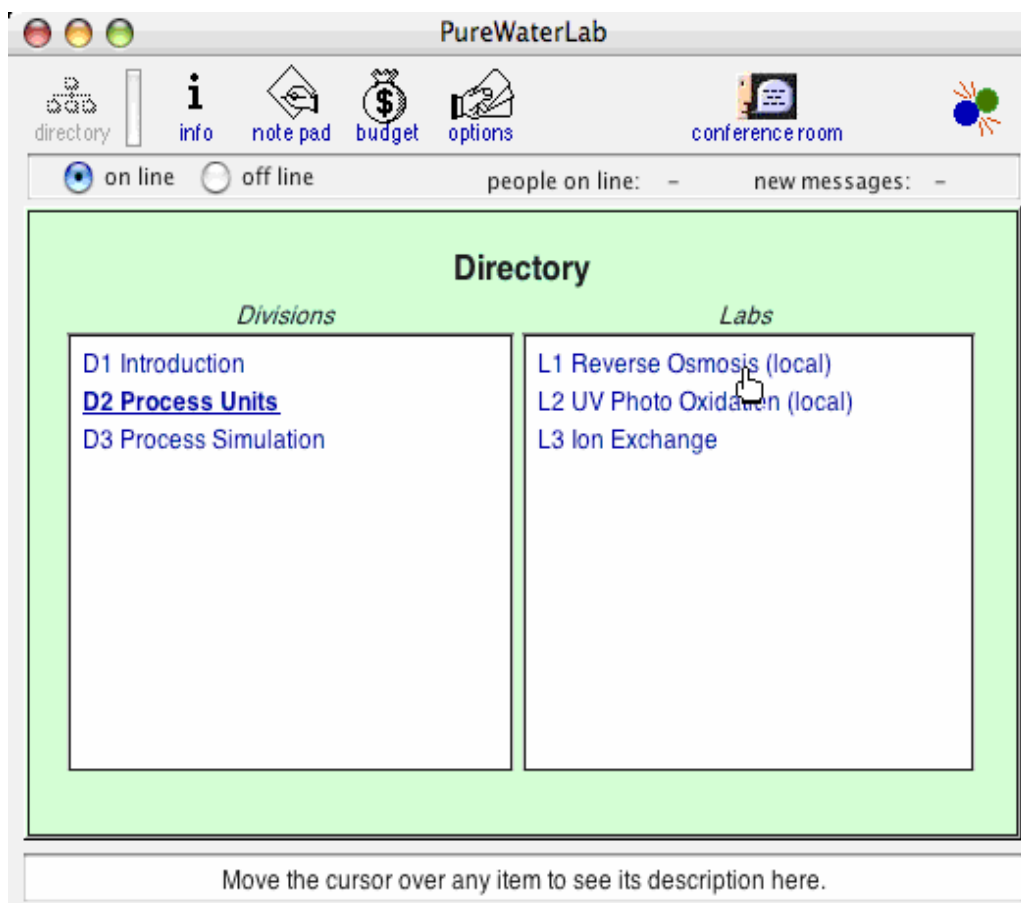 PureWaterLab
directory info note pad budget options conference room
on line off line people on line: - new messages: -
Directory
Divisions Labs
D1 Introduction L1 Reverse Osmosis (local)
D2 Process Units L2 UV Photo Oxidation (local)
D3 Process Simulation L3 Ion Exchange
Move the cursor over any item to see its description here.